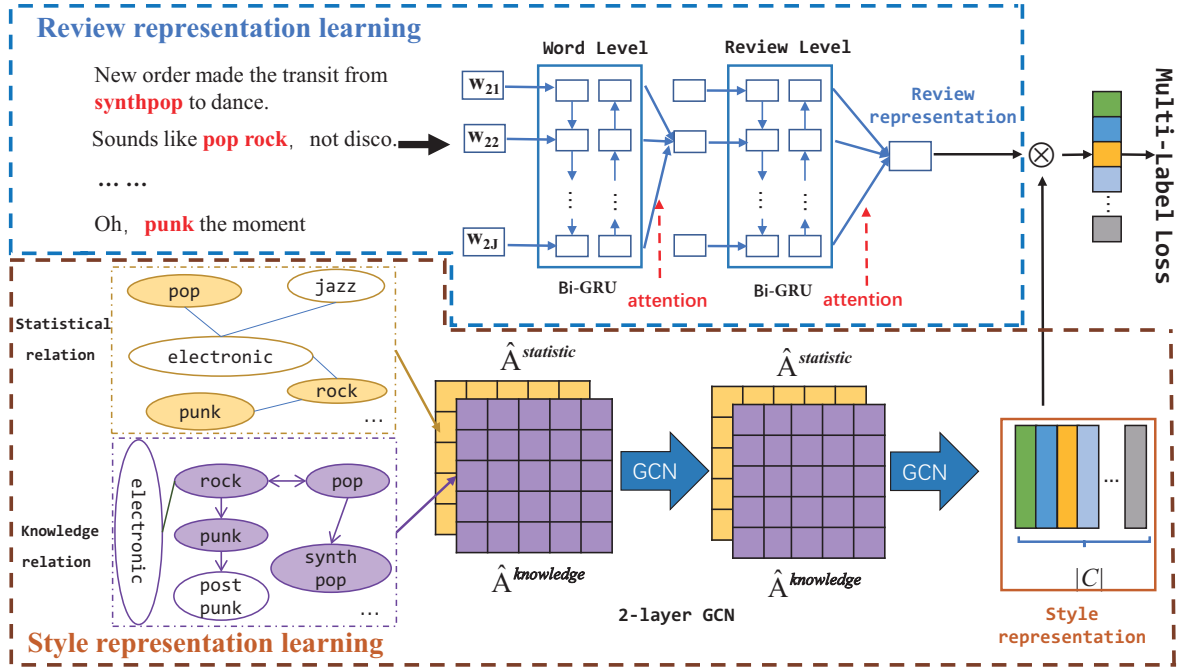 Review representation learning
New order made the transit from
synthpop to dance.
Sounds like pop rock, not disco.
... ...
Oh, punk the moment
Word Level
Review Level
w21
w22
w2J
Bi-GRU
Bi-GRU
attention
attention
Review
representation
Multi-Label Loss
Statistical
relation
pop
jazz
electronic
rock
punk
...
Knowledge
relation
electronic
rock
pop
punk
synth
pop
post
punk
...
Style representation learning
Â statistic
Â knowledge
GCN
Â statistic
Â knowledge
GCN
2-layer GCN
...
|C|
Style
representation